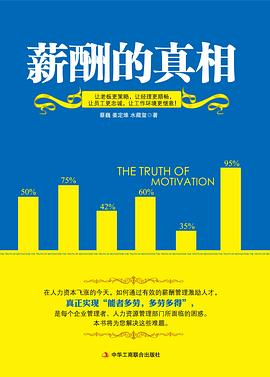 薪酬的真相
让老板更策略，让经理更顺畅，
让员工更忠诚，让工作环境更惬意！
蔡巍 姜定维 水藏玺◎著
THE TRUTH OF
MOTIVATION
50%
75%
42%
60%
35%
95%
在人力资本飞涨的今天，如何通过有效的薪酬管理激励人才，
真正实现“能者多劳，多劳多得”，
是每个企业管理者、人力资源管理部门所面临的困惑。
本书将为您解决这些难题。
中华工商联合出版社